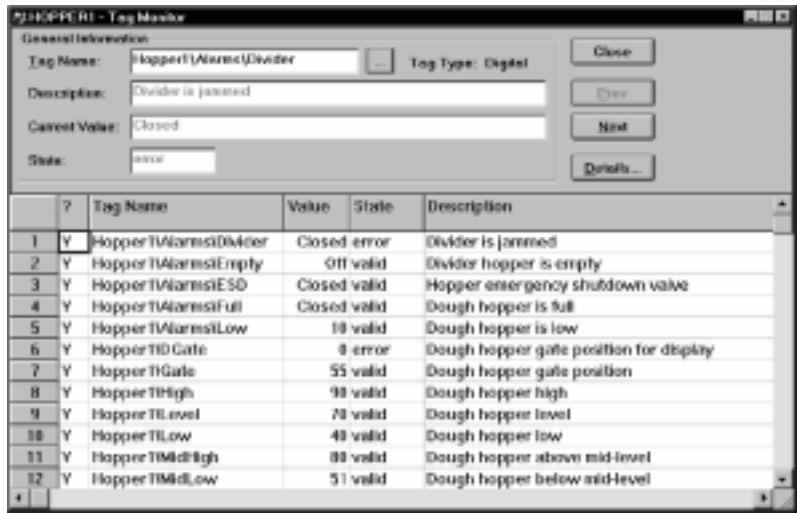 HOPPER1 - Tag Monitor
General Information
Tag Name: Hopper1\Alarms\Divider ... Tag Type: Digital Close
Description: Divider is jammed Prev
Current Value: Closed Next
State: error Details...
? Tag Name Value State Description
1 Y Hopper1\Alarms\Divider Closed error Divider is jammed
2 Y Hopper1\Alarms\Empty Off valid Divider hopper is empty
3 Y Hopper1\Alarms\ESD Closed valid Hopper emergency shutdown valve
4 Y Hopper1\Alarms\Full Closed valid Dough hopper is full
5 Y Hopper1\Alarms\Low 10 valid Dough hopper is low
6 Y Hopper1\DGate 0 error Dough hopper gate position for display
7 Y Hopper1\Gate 55 valid Dough hopper gate position
8 Y Hopper1\High 90 valid Dough hopper high
9 Y Hopper1\Level 70 valid Dough hopper level
10 Y Hopper1\Low 40 valid Dough hopper low
11 Y Hopper1\MidHigh 80 valid Dough hopper above mid-level
12 Y Hopper1\MidLow 51 valid Dough hopper below mid-level